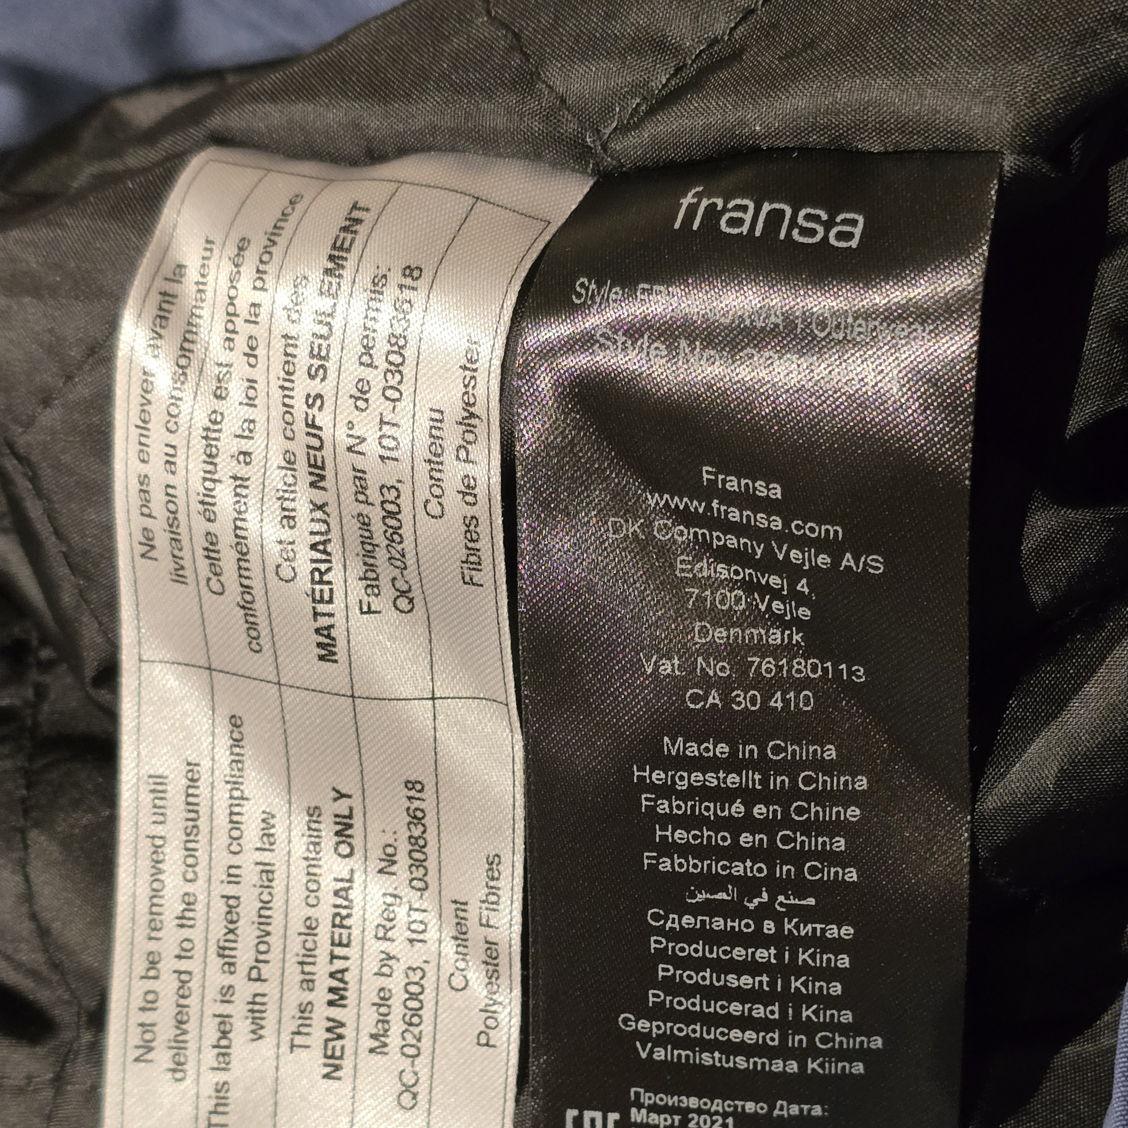 Ne pas enlever avant la
livraison au consommateur
Cette étiquette est apposée
conformément à la loi de la province
Cet article contient des
MATÉRIAUX NEUFS SEULEMENT
Fabriqué par N° de permis:
QC-026003, 10T-03083618
Contenu
Fibres de Polyester
Not to be removed until
delivered to the consumer
This label is affixed in compliance
with Provincial law
This article contains
NEW MATERIAL ONLY
Made by Reg. No.:
QC-026003, 10T-03083618
Content
Polyester Fibres
fransa
Style: 1 Outerwear
Style No:
Fransa
www.fransa.com
DK Company Vejle A/S
Edisonvej 4,
7100 Vejle
Denmark
Vat. No. 76180113
CA 30 410
Made in China
Hergestellt in China
Fabriqué en Chine
Hecho en China
Fabbricato in Cina
صنع في الصين
Сделано в Китае
Produceret i Kina
Produsert i Kina
Producerad i Kina
Geproduceerd in China
Valmistusmaa Kiina
Производство Дата:
Март 2021